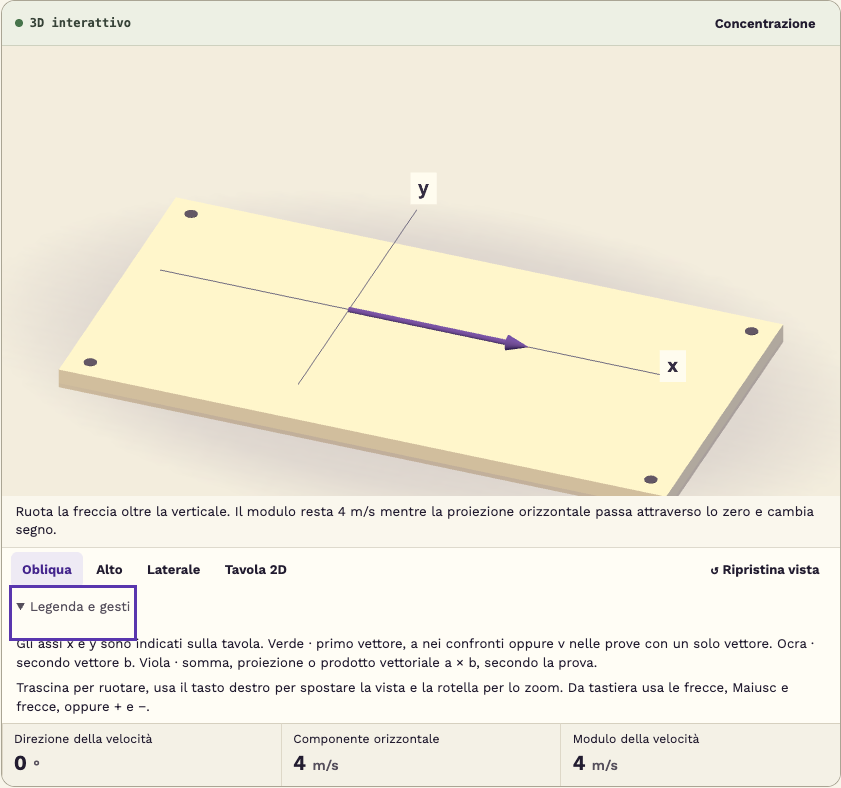 3D interattivo
Concentrazione
y
x
Ruota la freccia oltre la verticale. Il modulo resta 4 m/s mentre la proiezione orizzontale passa attraverso lo zero e cambia
segno.
Obliqua Alto Laterale Tavola 2D ↺ Ripristina vista
▼ Legenda e gesti
Gli assi x e y sono indicati sulla tavola. Verde · primo vettore, a nei confronti oppure v nelle prove con un solo vettore. Ocra ·
secondo vettore b. Viola · somma, proiezione o prodotto vettoriale a × b, secondo la prova.
Trascina per ruotare, usa il tasto destro per spostare la vista e la rotella per lo zoom. Da tastiera usa le frecce, Maiusc e
frecce, oppure + e −.
Direzione della velocità
0 °
Componente orizzontale
4 m/s
Modulo della velocità
4 m/s